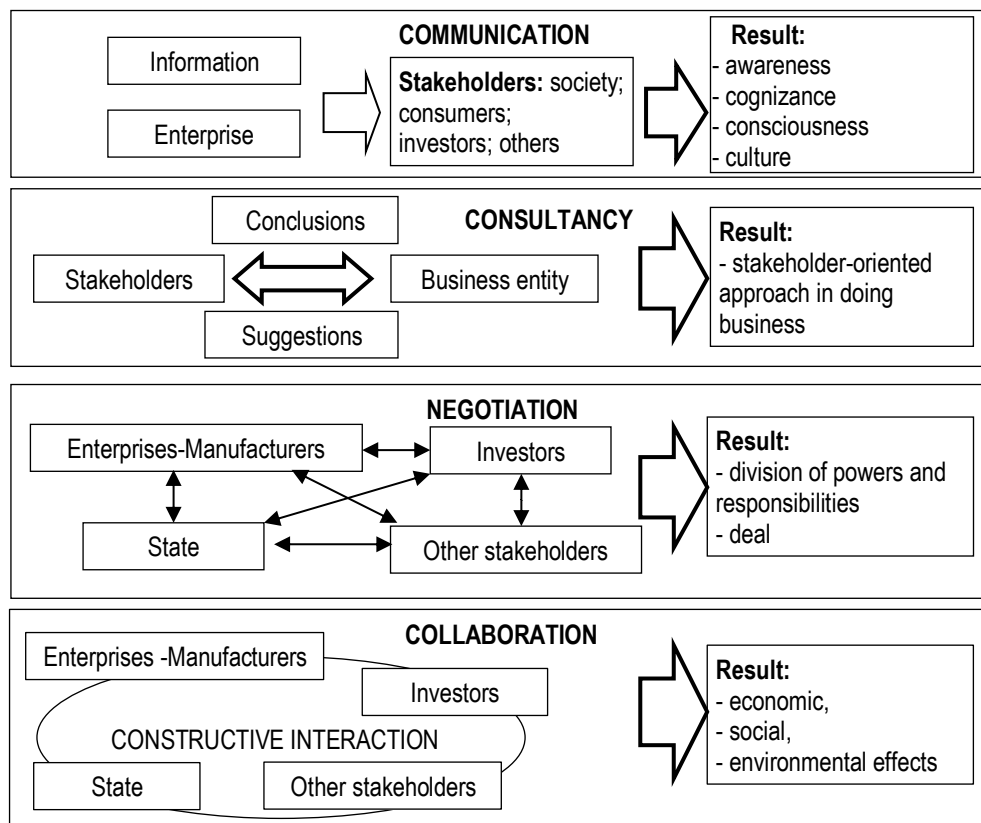 COMMUNICATION
Information
Enterprise
Stakeholders: society;
consumers;
investors; others
Result:
- awareness
- cognizance
- consciousness
- culture
CONSULTANCY
Conclusions
Stakeholders
Business entity
Suggestions
Result:
- stakeholder-oriented
approach in doing
business
NEGOTIATION
Enterprises-Manufacturers
Investors
State
Other stakeholders
Result:
- division of powers and
responsibilities
- deal
COLLABORATION
Enterprises -Manufacturers
Investors
CONSTRUCTIVE INTERACTION
State
Other stakeholders
Result:
- economic,
- social,
- environmental effects